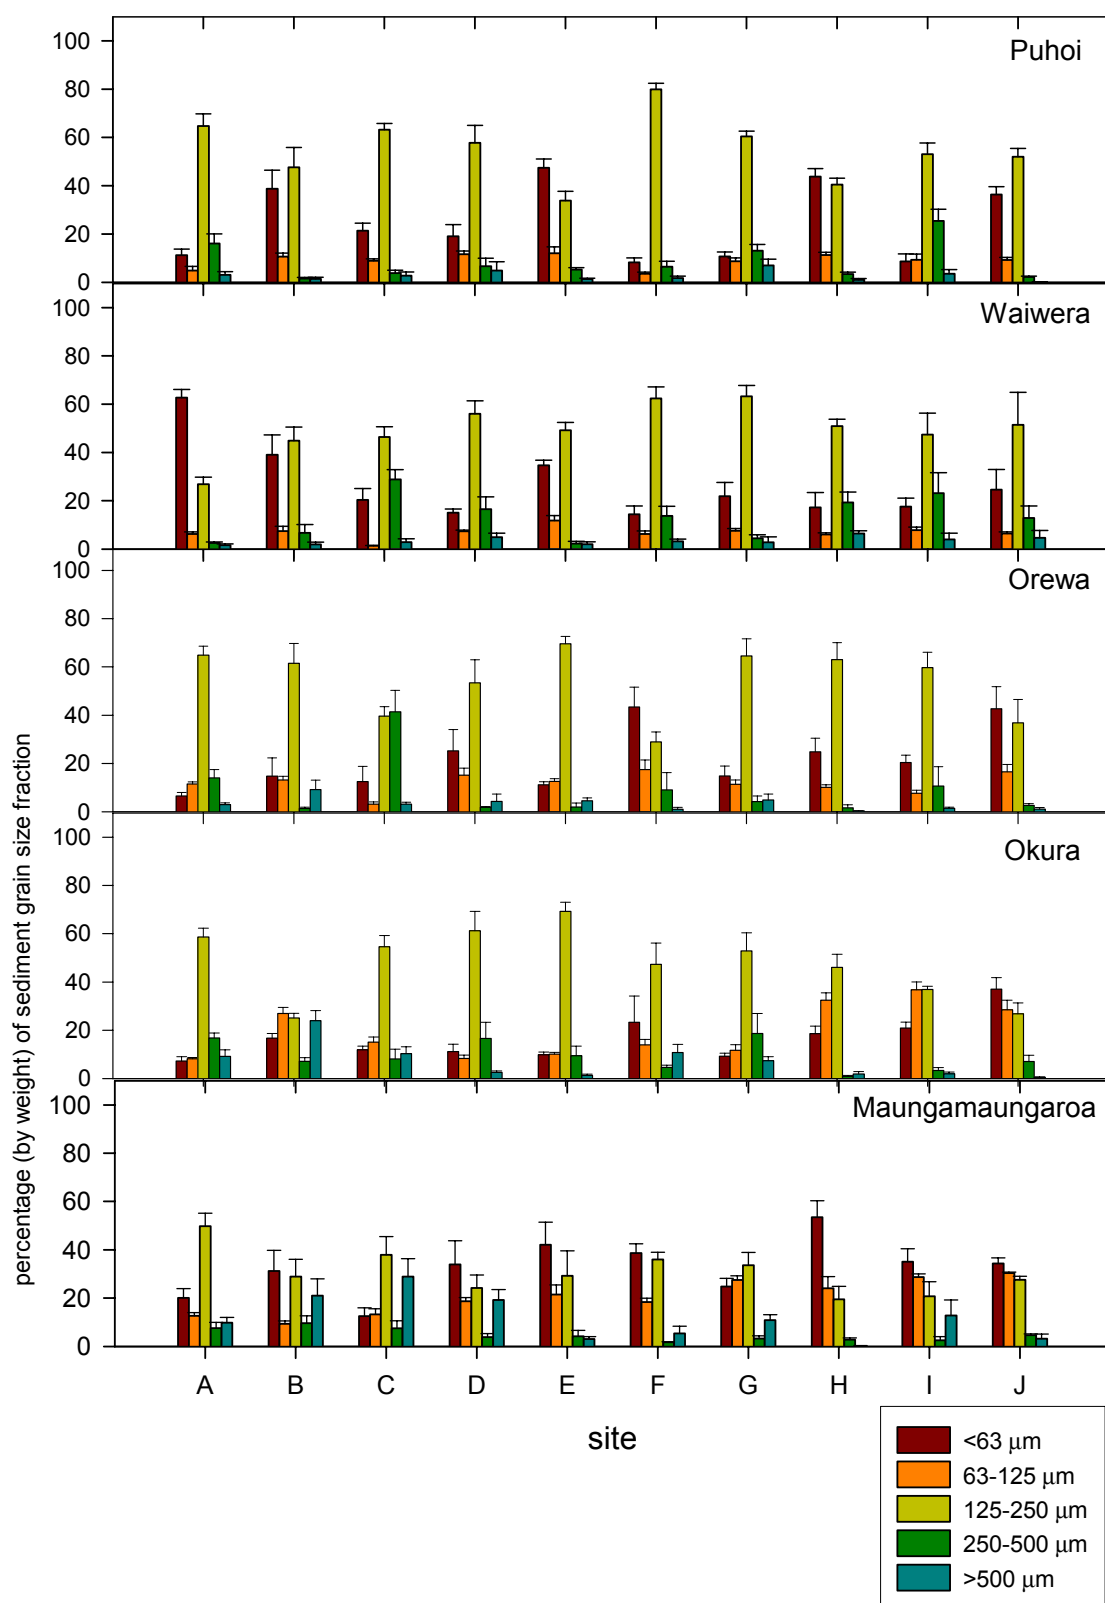 100
80
60
40
20
0
Puhoi
100
80
60
40
20
0
Waiwera
100
80
60
40
20
0
Orewa
100
80
60
40
20
0
Okura
100
80
60
40
20
0
Maungamaungaroa
percentage (by weight) of sediment grain size fraction
A B C D E F G H I J
site
<63 μm
63-125 μm
125-250 μm
250-500 μm
>500 μm